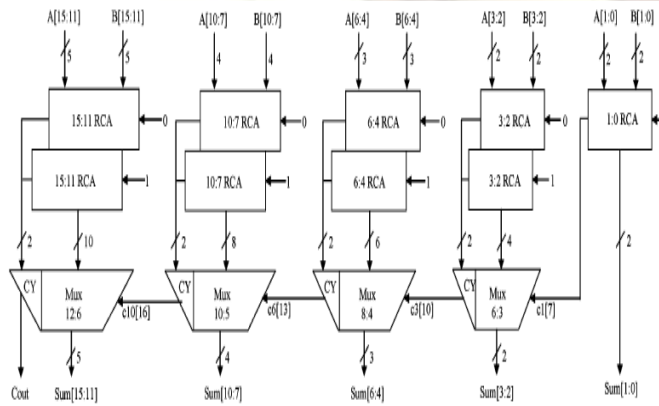 A[15:11] B[15:11] A[10:7] B[10:7] A[6:4] B[6:4] A[3:2] B[3:2] A[1:0] B[1:0]
5 5 4 4 3 3 2 2 2 2
15:11 RCA 0 10:7 RCA 0 6:4 RCA 0 3:2 RCA 0 1:0 RCA
15:11 RCA 1 10:7 RCA 1 6:4 RCA 1 3:2 RCA 1
2 10 2 8 2 6 2 4 2
CY Mux 12:6 c10[16] CY Mux 10:5 c6[13] CY Mux 8:4 c3[10] CY Mux 6:3 c1[7]
5 4 3 2
Cout Sum[15:11] Sum[10:7] Sum[6:4] Sum[3:2] Sum[1:0]